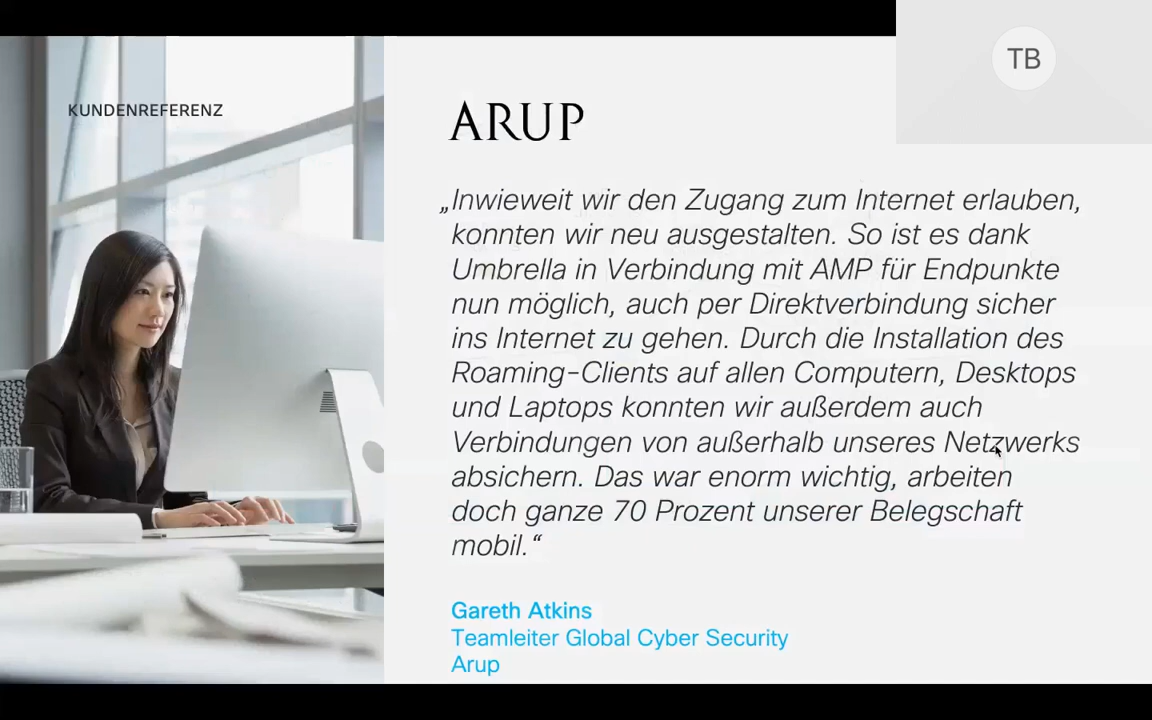 TB
KUNDENREFERENZ
ARUP
„Inwieweit wir den Zugang zum Internet erlauben,
konnten wir neu ausgestalten. So ist es dank
Umbrella in Verbindung mit AMP für Endpunkte
nun möglich, auch per Direktverbindung sicher
ins Internet zu gehen. Durch die Installation des
Roaming-Clients auf allen Computern, Desktops
und Laptops konnten wir außerdem auch
Verbindungen von außerhalb unseres Netzwerks
absichern. Das war enorm wichtig, arbeiten
doch ganze 70 Prozent unserer Belegschaft
mobil.“
Gareth Atkins
Teamleiter Global Cyber Security
Arup